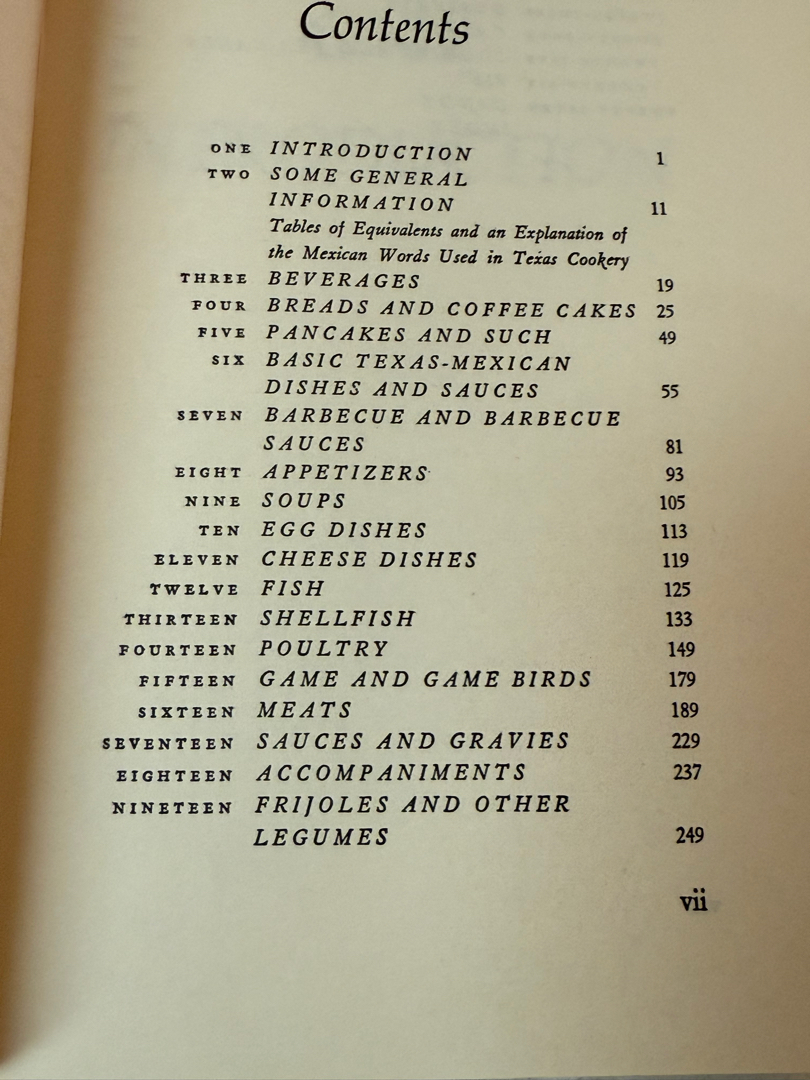 Contents
ONE INTRODUCTION 1
TWO SOME GENERAL
INFORMATION 11
Tables of Equivalents and an Explanation of
the Mexican Words Used in Texas Cookery
THREE BEVERAGES 19
FOUR BREADS AND COFFEE CAKES 25
FIVE PANCAKES AND SUCH 49
SIX BASIC TEXAS-MEXICAN
DISHES AND SAUCES 55
SEVEN BARBECUE AND BARBECUE
SAUCES 81
EIGHT APPETIZERS 93
NINE SOUPS 105
TEN EGG DISHES 113
ELEVEN CHEESE DISHES 119
TWELVE FISH 125
THIRTEEN SHELLFISH 133
FOURTEEN POULTRY 149
FIFTEEN GAME AND GAME BIRDS 179
SIXTEEN MEATS 189
SEVENTEEN SAUCES AND GRAVIES 229
EIGHTEEN ACCOMPANIMENTS 237
NINETEEN FRIJOLES AND OTHER
LEGUMES 249
vii